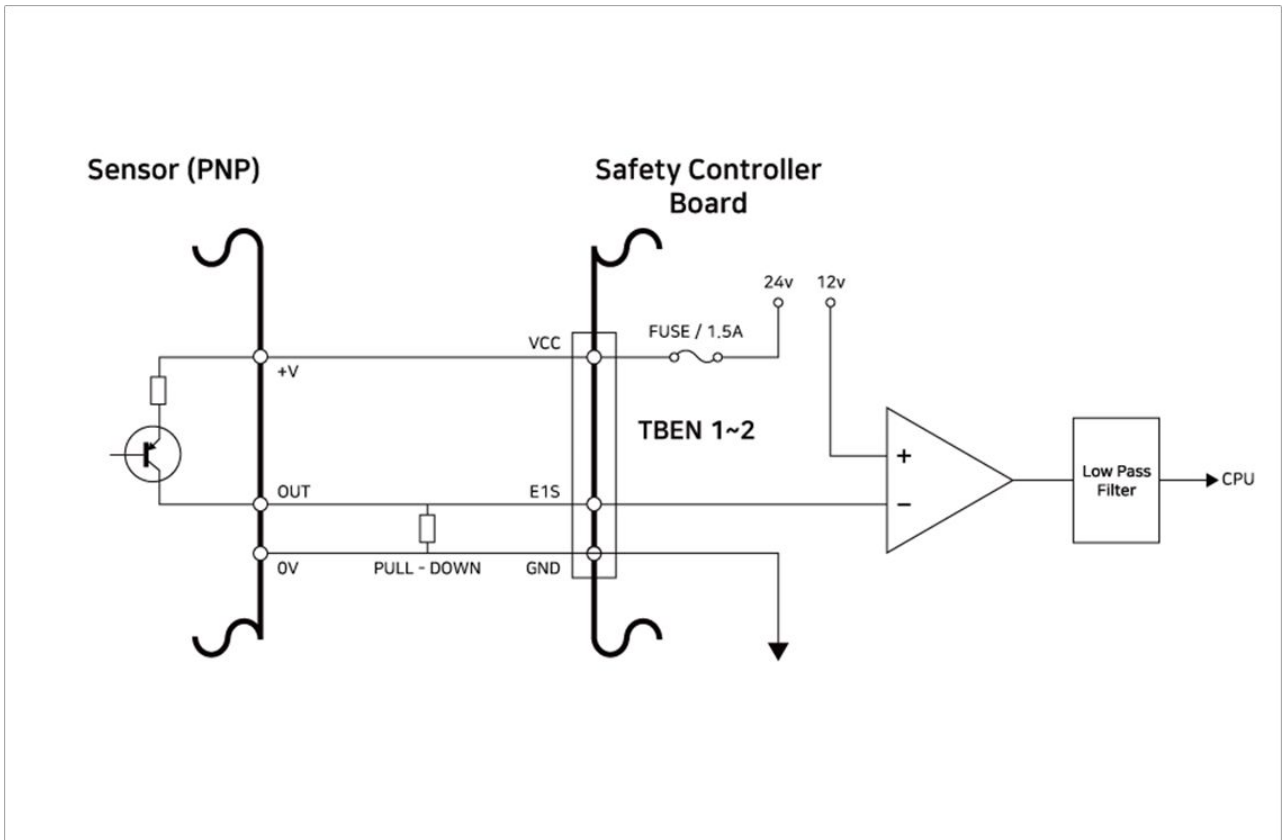 Sensor (PNP)
Safety Controller
Board
24v
12v
FUSE / 1.5A
VCC
+V
TBEN 1~2
+
Low Pass
Filter
CPU
OUT
E1S
−
0V
PULL - DOWN
GND